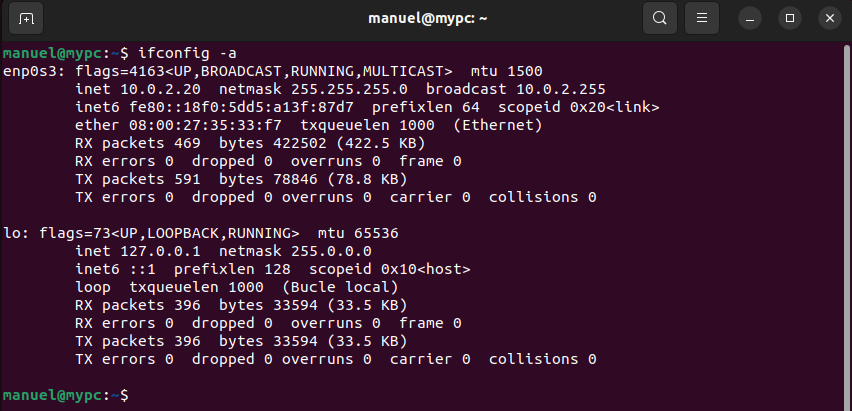 manuel@mypc: ~
manuel@mypc:~$ ifconfig -a
enp0s3: flags=4163<UP,BROADCAST,RUNNING,MULTICAST>  mtu 1500
        inet 10.0.2.20  netmask 255.255.255.0  broadcast 10.0.2.255
        inet6 fe80::18f0:5dd5:a13f:87d7  prefixlen 64  scopeid 0x20<link>
        ether 08:00:27:35:33:f7  txqueuelen 1000  (Ethernet)
        RX packets 469  bytes 422502 (422.5 KB)
        RX errors 0  dropped 0  overruns 0  frame 0
        TX packets 591  bytes 78846 (78.8 KB)
        TX errors 0  dropped 0 overruns 0  carrier 0  collisions 0
lo: flags=73<UP,LOOPBACK,RUNNING>  mtu 65536
        inet 127.0.0.1  netmask 255.0.0.0
        inet6 ::1  prefixlen 128  scopeid 0x10<host>
        loop  txqueuelen 1000  (Bucle local)
        RX packets 396  bytes 33594 (33.5 KB)
        RX errors 0  dropped 0  overruns 0  frame 0
        TX packets 396  bytes 33594 (33.5 KB)
        TX errors 0  dropped 0 overruns 0  carrier 0  collisions 0
manuel@mypc:~$